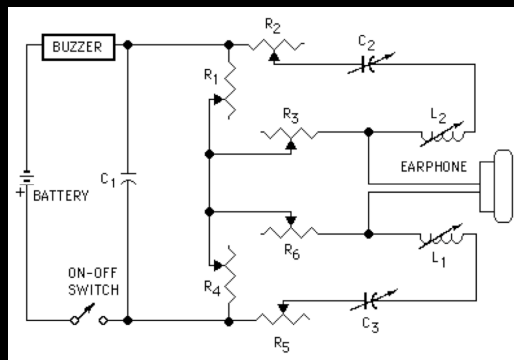 BUZZER
R2
C2
R1
R3
L2
EARPHONE
C1
+
BATTERY
R6
L1
ON-OFF
SWITCH
R4
R5
C3